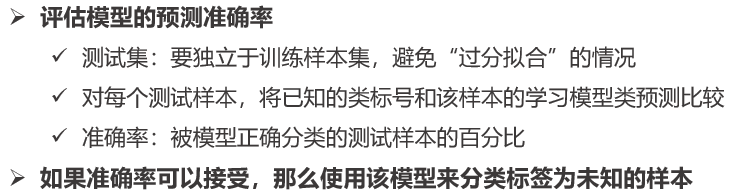 ➢ 评估模型的预测准确率
✓ 测试集：要独立于训练样本集，避免“过分拟合”的情况
✓ 对每个测试样本，将已知的类标号和该样本的学习模型类预测比较
✓ 准确率：被模型正确分类的测试样本的百分比
➢ 如果准确率可以接受，那么使用该模型来分类标签为未知的样本